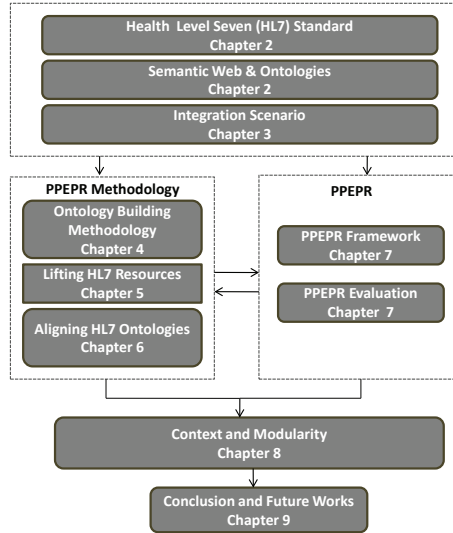 Health Level Seven (HL7) Standard
Chapter 2
Semantic Web & Ontologies
Chapter 2
Integration Scenario
Chapter 3
PPEPR Methodology
Ontology Building
Methodology
Chapter 4
Lifting HL7 Resources
Chapter 5
Aligning HL7 Ontologies
Chapter 6
PPEPR
PPEPR Framework
Chapter 7
PPEPR Evaluation
Chapter 7
Context and Modularity
Chapter 8
Conclusion and Future Works
Chapter 9